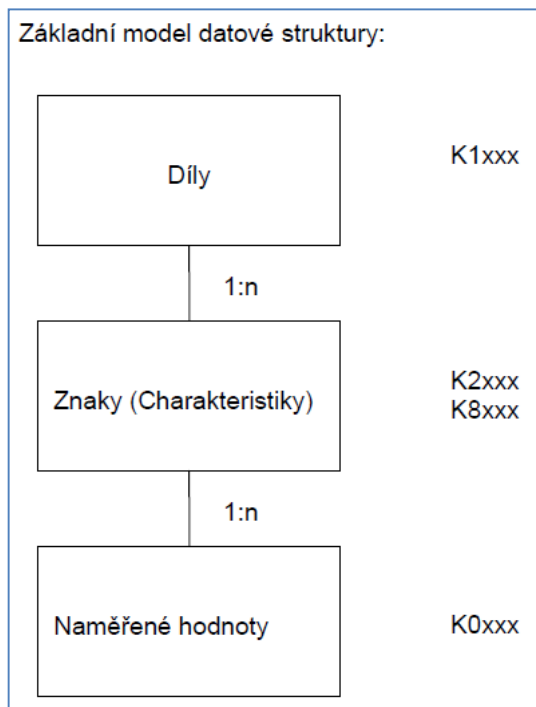 Základní model datové struktury:
Díly
K1xxx
1:n
Znaky (Charakteristiky)
K2xxx
K8xxx
1:n
Naměřené hodnoty
K0xxx